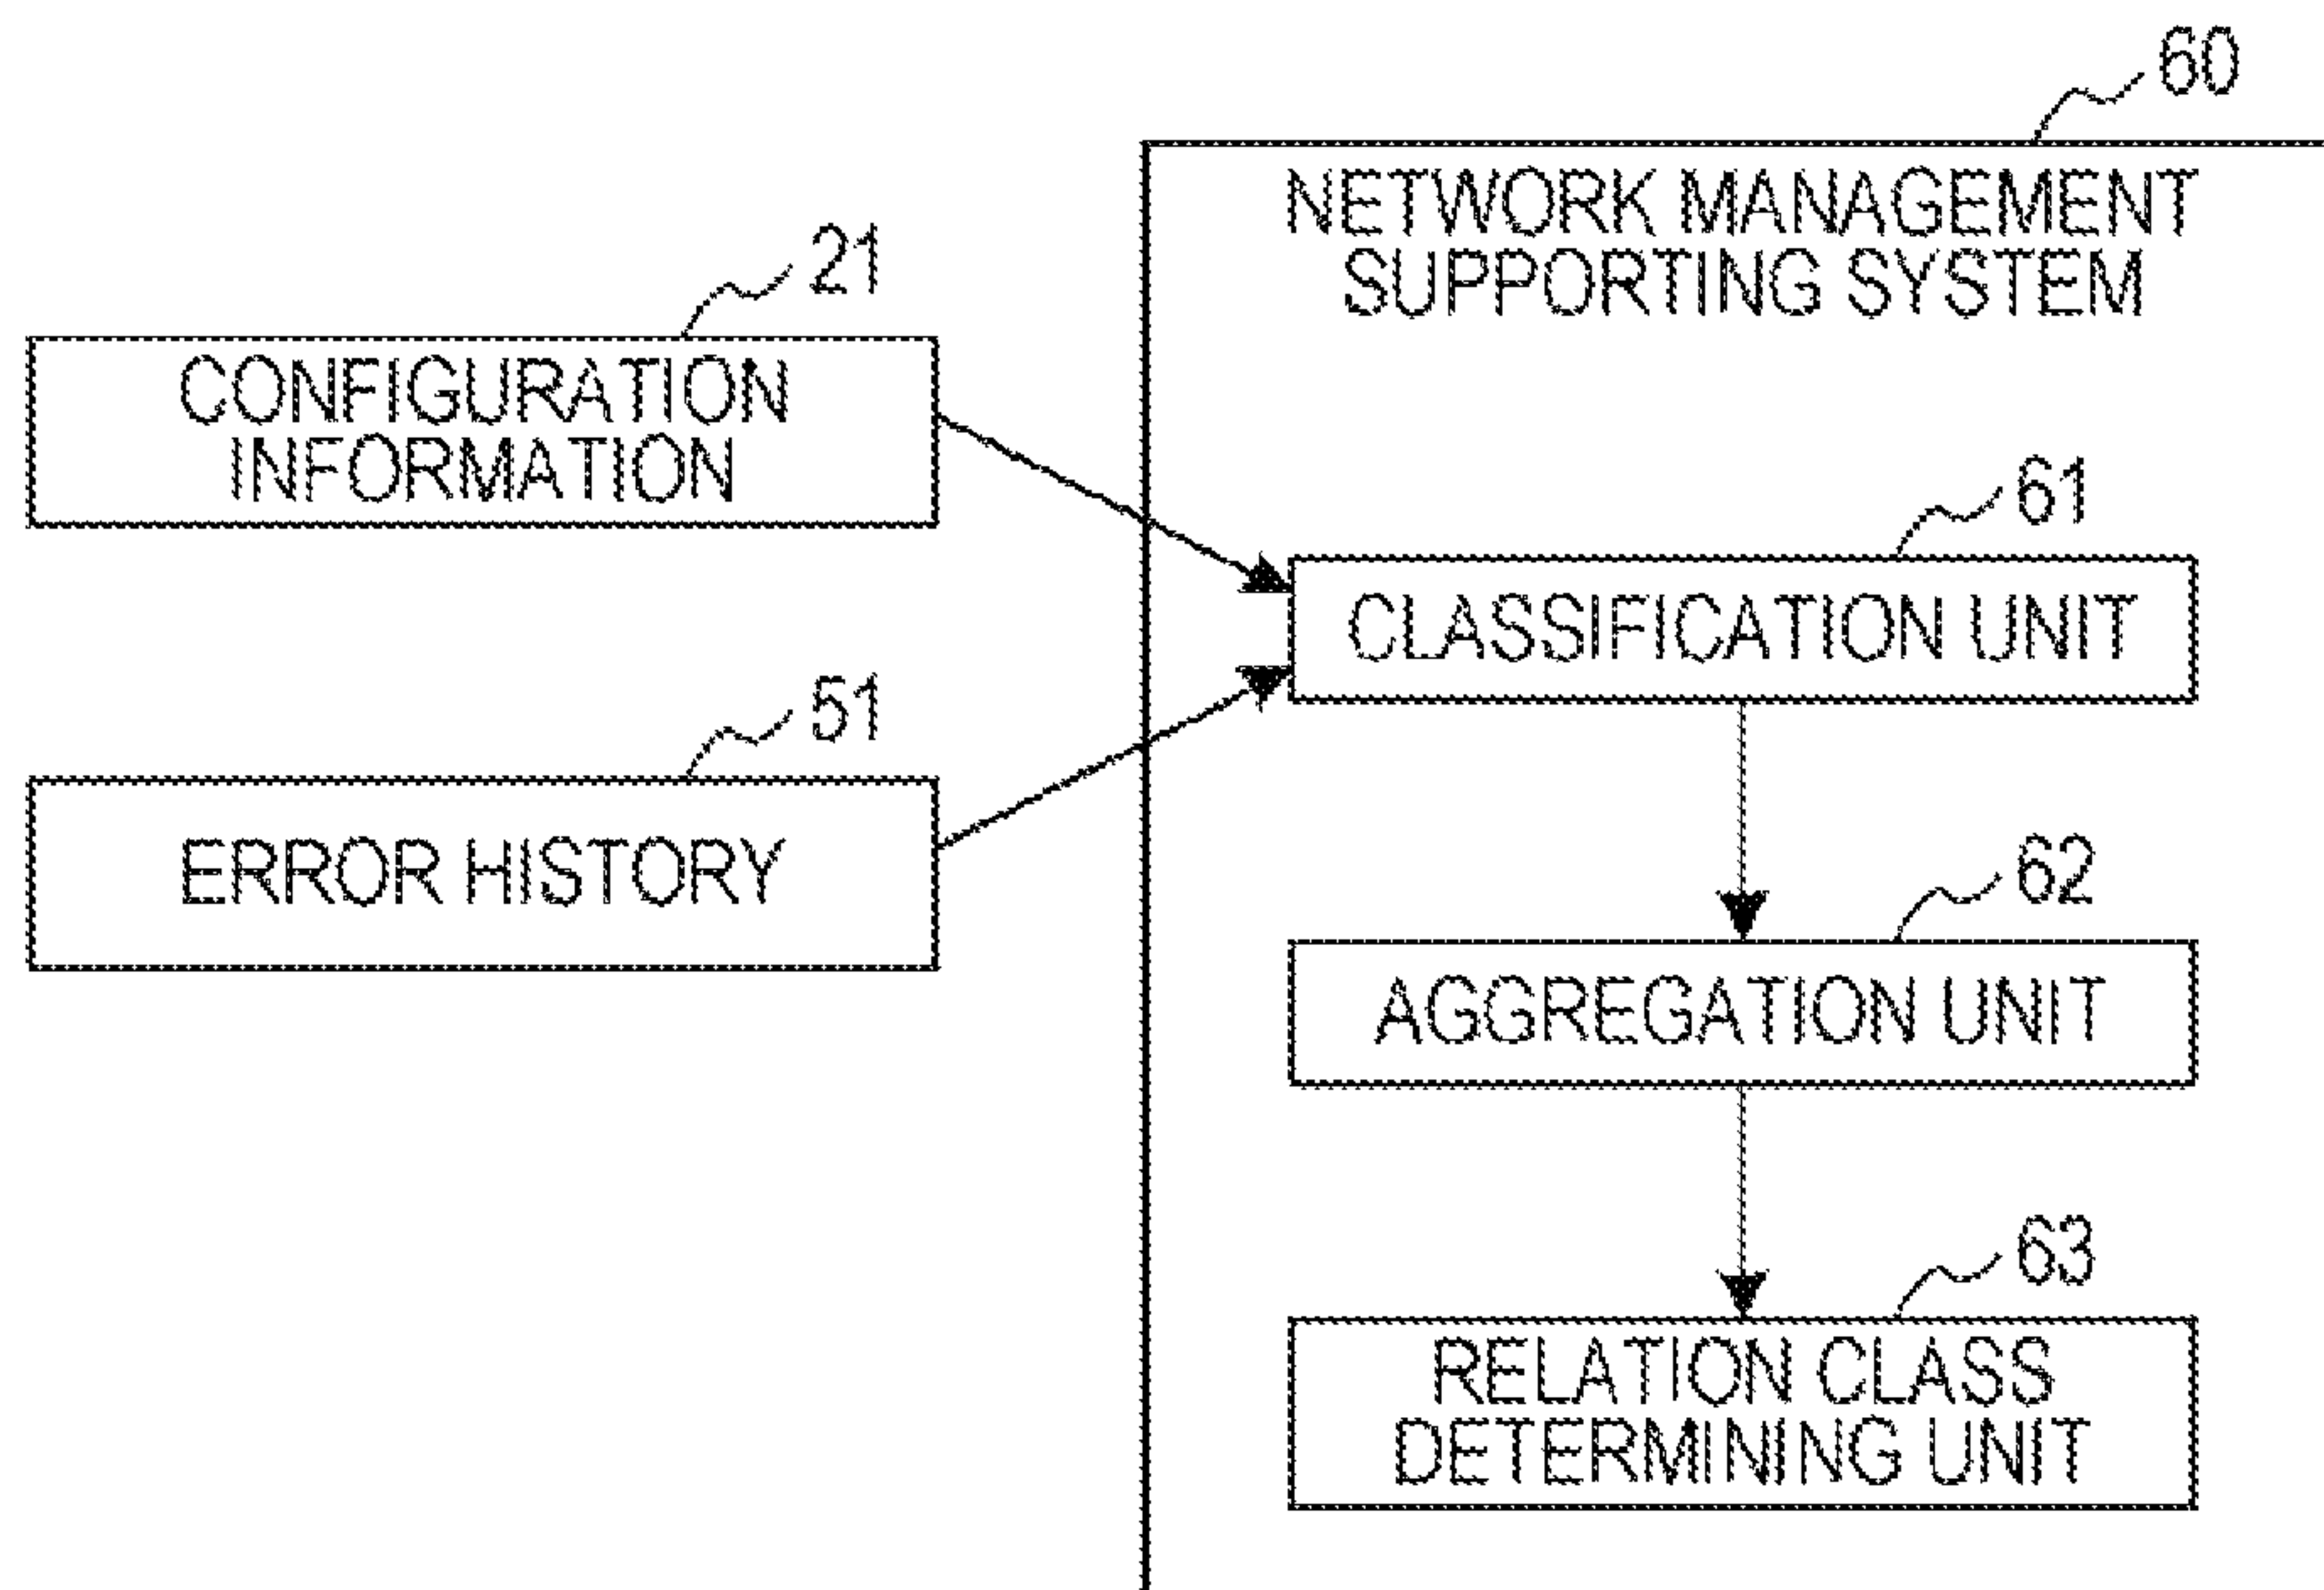 60
NETWORK MANAGEMENT
SUPPORTING SYSTEM
21
CONFIGURATION
INFORMATION
61
CLASSIFICATION UNIT
51
ERROR HISTORY
62
AGGREGATION UNIT
63
RELATION CLASS
DETERMINING UNIT